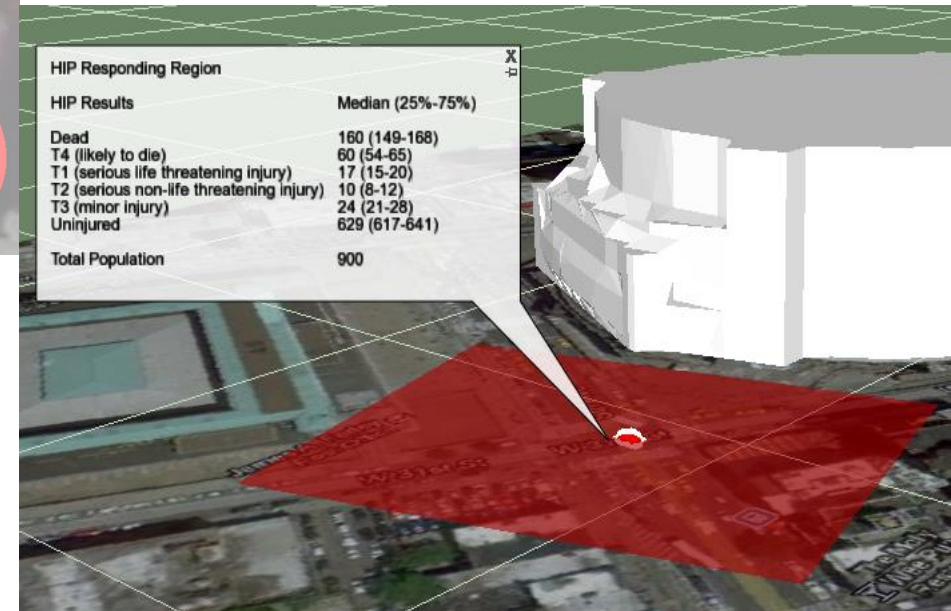 X
HIP Responding Region
HIP Results Median (25%-75%)
Dead 160 (149-168)
T4 (likely to die) 60 (54-65)
T1 (serious life threatening injury) 17 (15-20)
T2 (serious non-life threatening injury) 10 (8-12)
T3 (minor injury) 24 (21-28)
Uninjured 629 (617-641)
Total Population 900